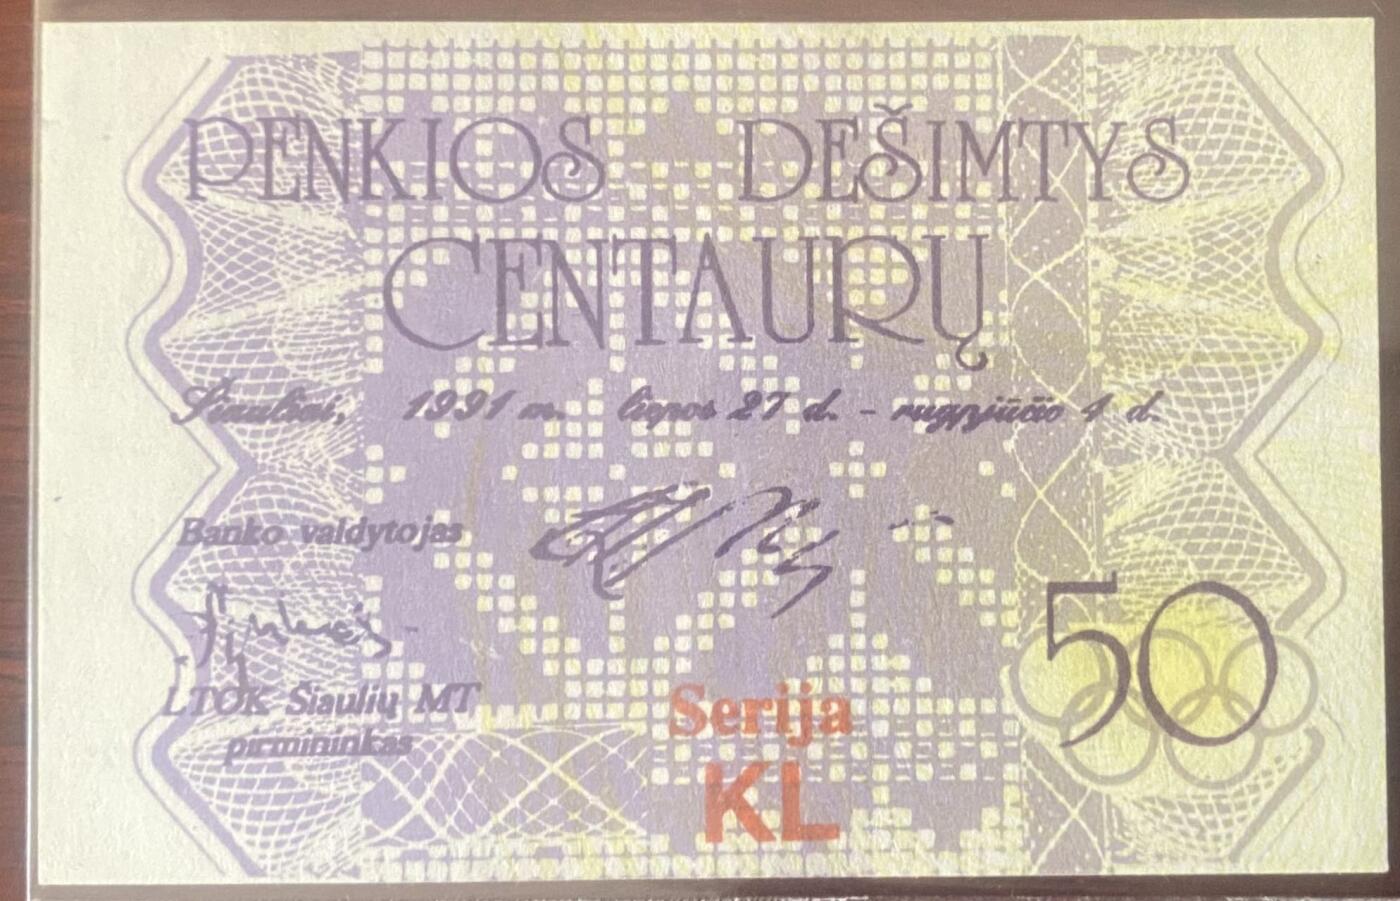 PENKIOS DEŠIMTYS
CENTAURŲ
Šiauliai, 1991 m. liepos 27 d. - rugpjūčio 4 d.
Banko valdytojas
LTOK Šiaulių MT
pirmininkas
50
Serija
KL